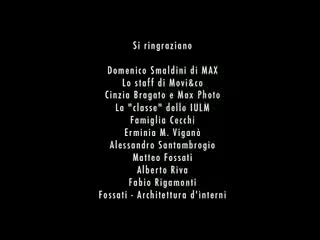 Si ringraziano
Domenico Smaldini di MAX
Lo staff di Movi&co
Cinzia Bragato e Max Photo
La "classe" dello IULM
Famiglia Cecchi
Erminia M. Viganò
Alessandro Santambrogio
Matteo Fossati
Alberto Riva
Fabio Rigamonti
Fossati - Architettura d'interni